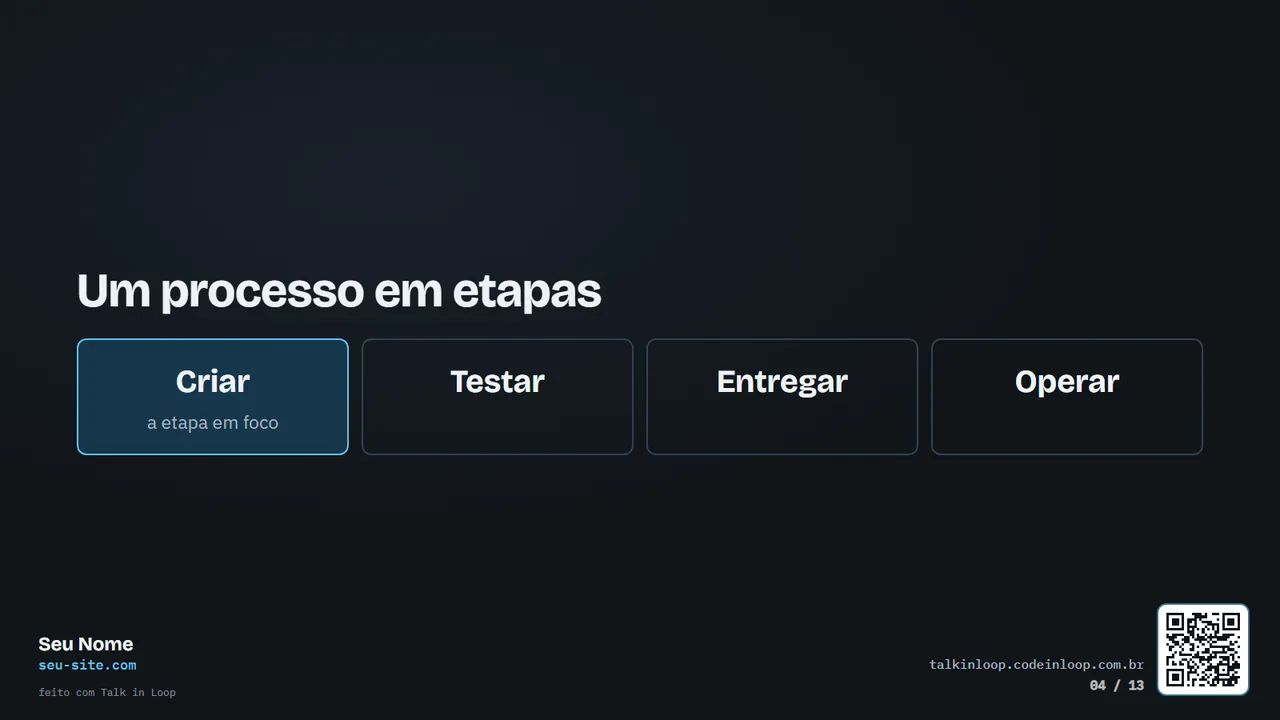 Um processo em etapas
Criar
a etapa em foco
Testar
Entregar
Operar
Seu Nome
seu-site.com
feito com Talk in Loop
talkinloop.codeinloop.com.br
04 / 13